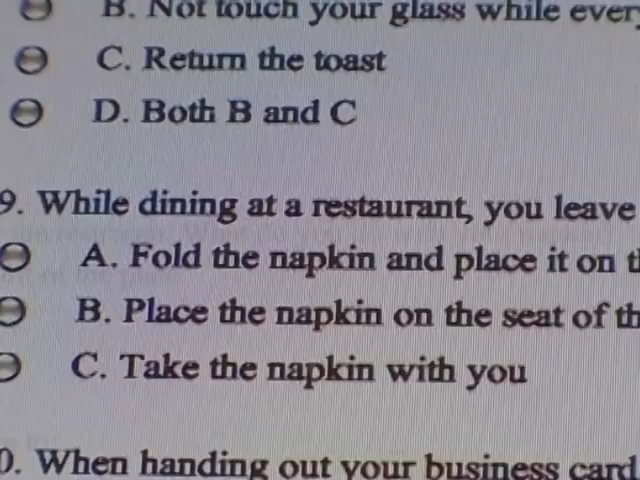 B. Not touch your glass while
C. Return the toast
D. Both B and C
9. While dining at a restaurant, you leave
A. Fold the napkin and place it on
B. Place the napkin on the seat of
C. Take the napkin with you
0. When handing out your business card